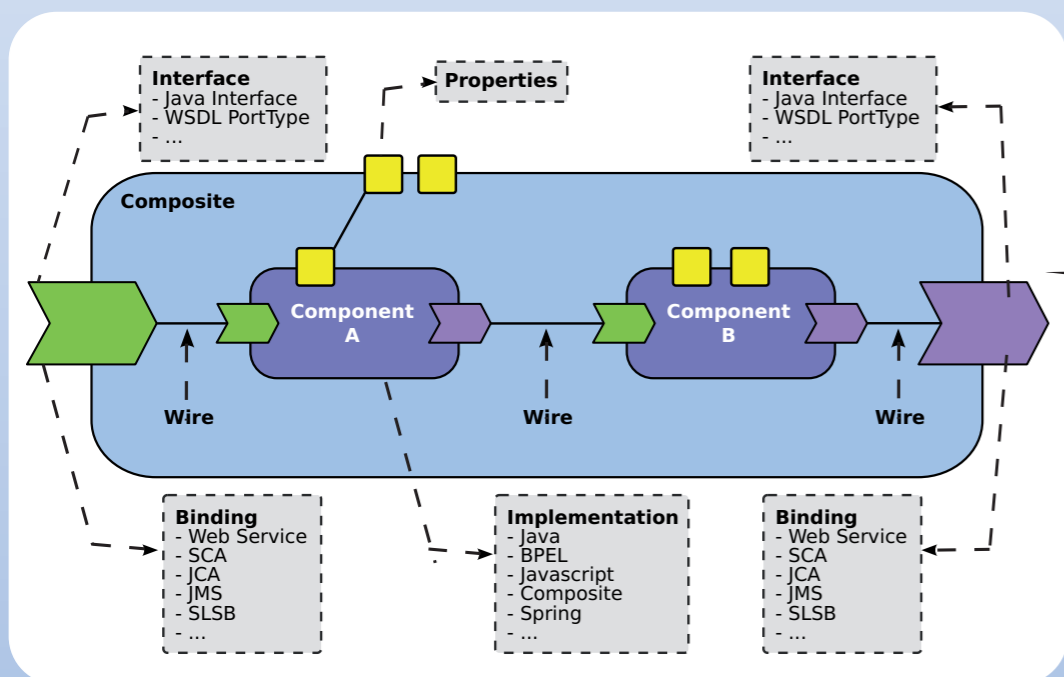 Interface
- Java Interface
- WSDL PortType
- ...
Properties
Interface
- Java Interface
- WSDL PortType
- ...
Composite
Component
A
Component
B
Wire
Wire
Wire
Binding
- Web Service
- SCA
- JCA
- JMS
- SLSB
- ...
Implementation
- Java
- BPEL
- Javascript
- Composite
- Spring
- ...
Binding
- Web Service
- SCA
- JCA
- JMS
- SLSB
- ...